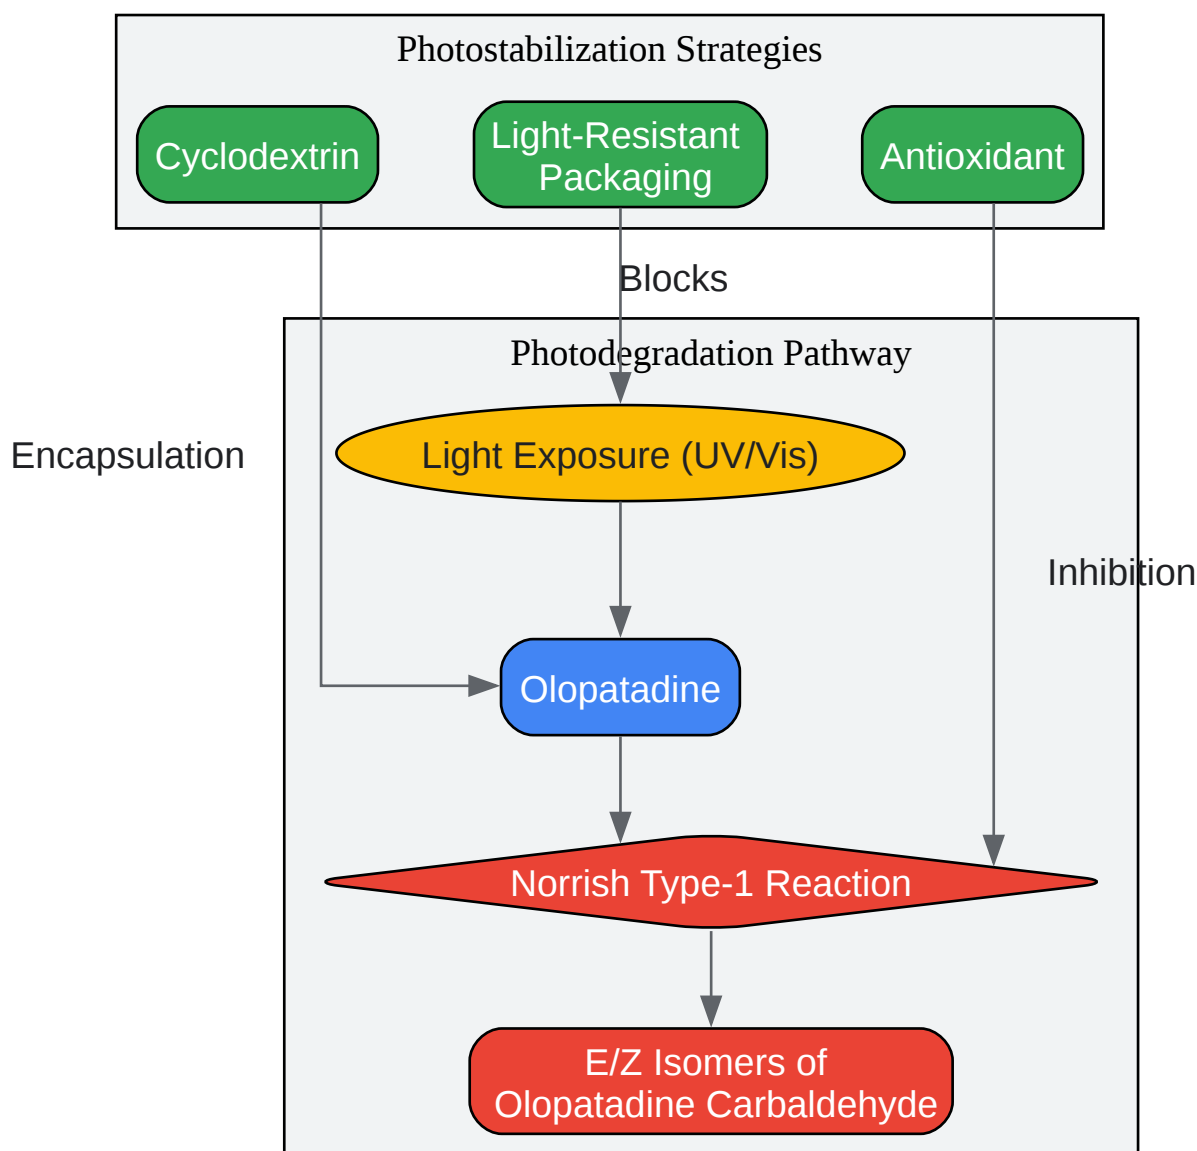 Photostabilization Strategies
Cyclodextrin
Light-Resistant
Packaging
Antioxidant
Blocks
Photodegradation Pathway
Encapsulation
Light Exposure (UV/Vis)
Inhibition
Olopatadine
Norrish Type-1 Reaction
E/Z Isomers of
Olopatadine Carbaldehyde